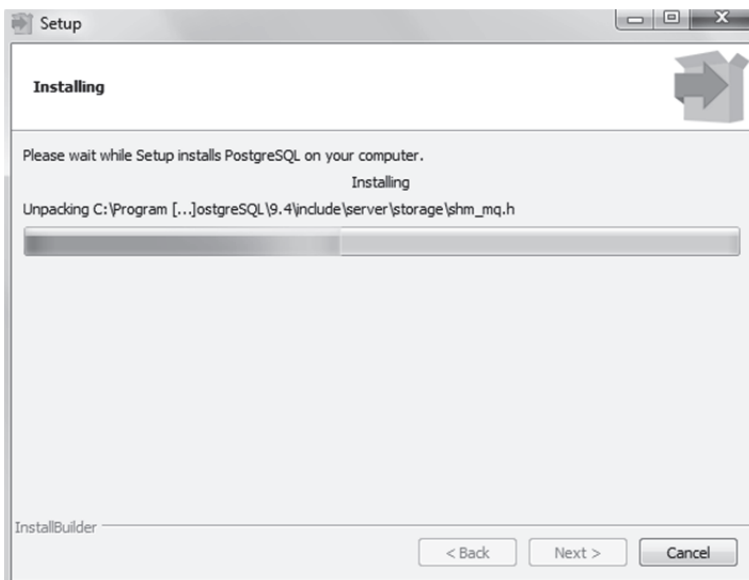 Setup
Installing
Please wait while Setup installs PostgreSQL on your computer.
Installing
Unpacking C:\Program [...]ostgreSQL\9.4\include\server\storage\shm_mq.h
InstallBuilder
< Back
Next >
Cancel